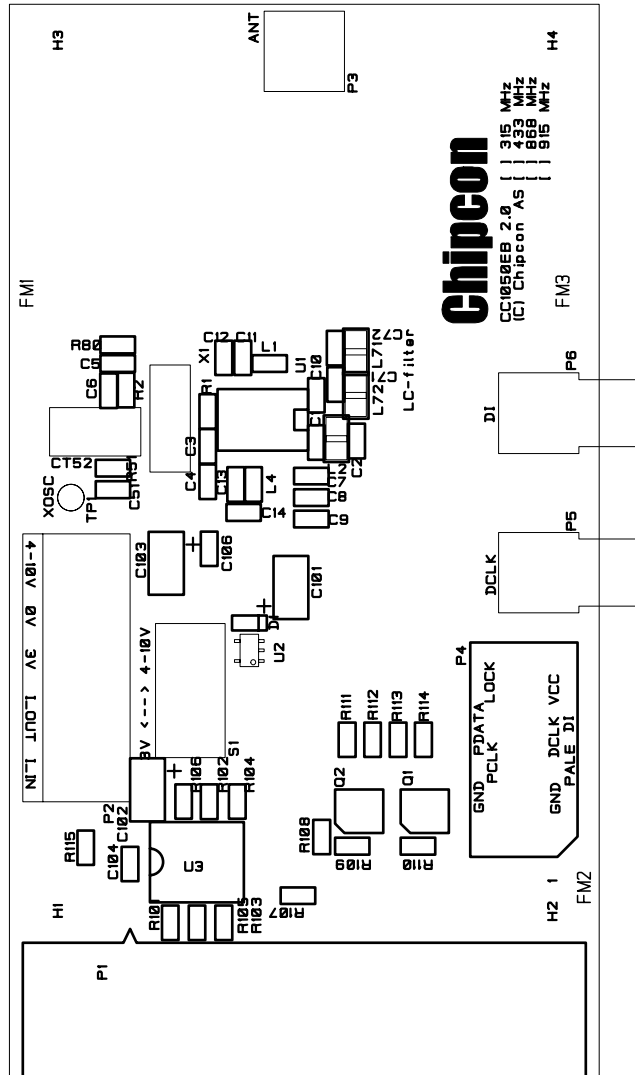 H3
ANT
P3
H4
Chipcon
CC1050EB 2.0
(C) Chipcon AS
[ ] 315 MHz
[ ] 433 MHz
[ ] 868 MHz
[ ] 915 MHz
FM1
FM3
R80
C5
C6
R2
X1
C12
C11
L1
U1
C10
L71
C72
C71
L72
LC-filter
R1
C3
C4
C13
L4
C14
C1
L2
C2
C7
C8
C9
CT52
R51
C51
XOSC
TP1
P6
DI
P5
DCLK
C103
C106
C101
U2
4-10V 0V 3V I_OUT I_IN
3V <---> 4-10V
S1
P4
GND PDATA LOCK
PCLK
GND DCLK VCC
PALE DI
R111
R112
R113
R114
Q2
Q1
P2
C102
R106
R102
R104
R115
C104
U3
R108
R109
R110
R107
H1
R101
R105
R103
H2 1
FM2
P1